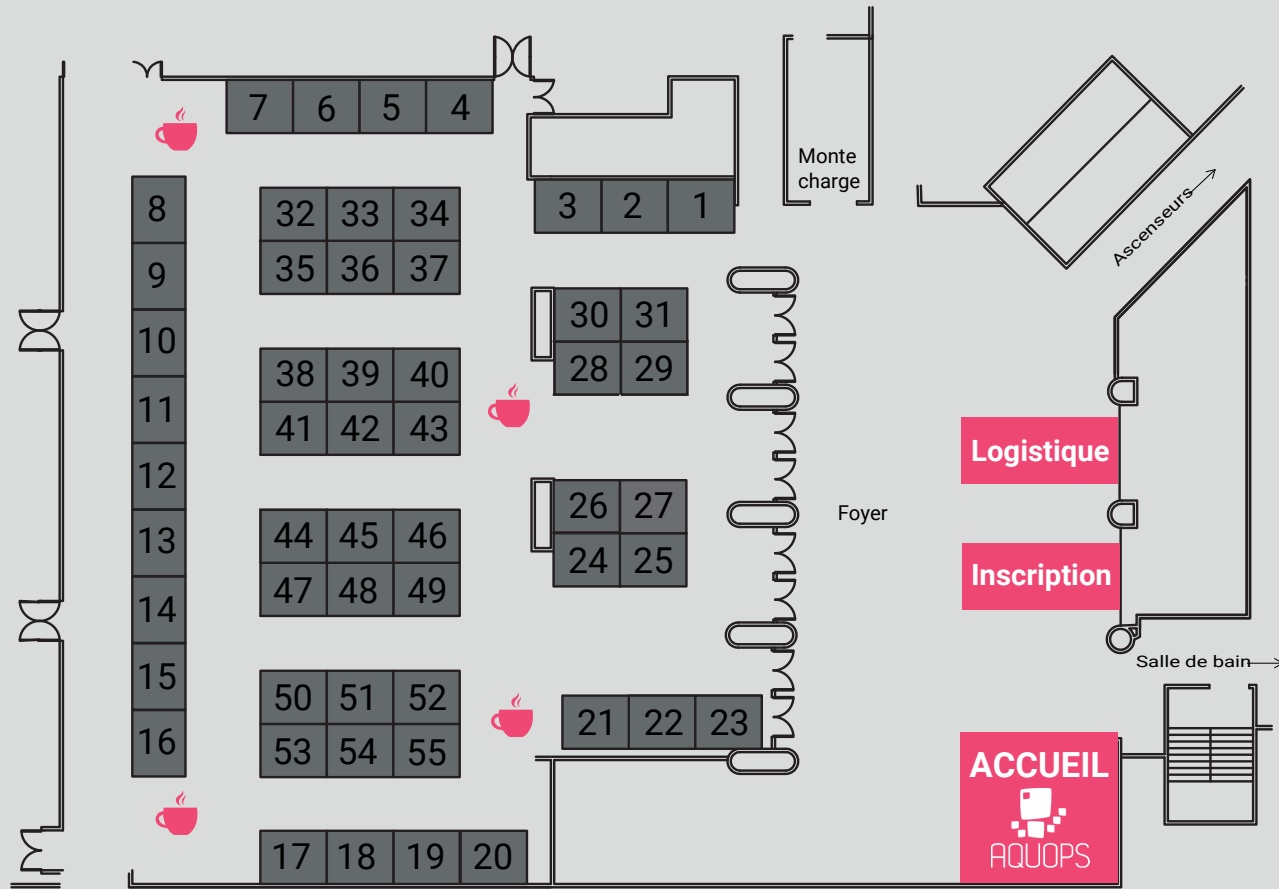 7 6 5 4
Monte
charge
8
32 33 34
3 2 1
Ascenseurs
9
35 36 37
30 31
10
38 39 40
28 29
11
41 42 43
Logistique
12
26 27
Foyer
13
44 45 46
24 25
Inscription
14
47 48 49
15
Salle de bain
50 51 52
21 22 23
16
53 54 55
ACCUEIL
AQUOPS
17 18 19 20